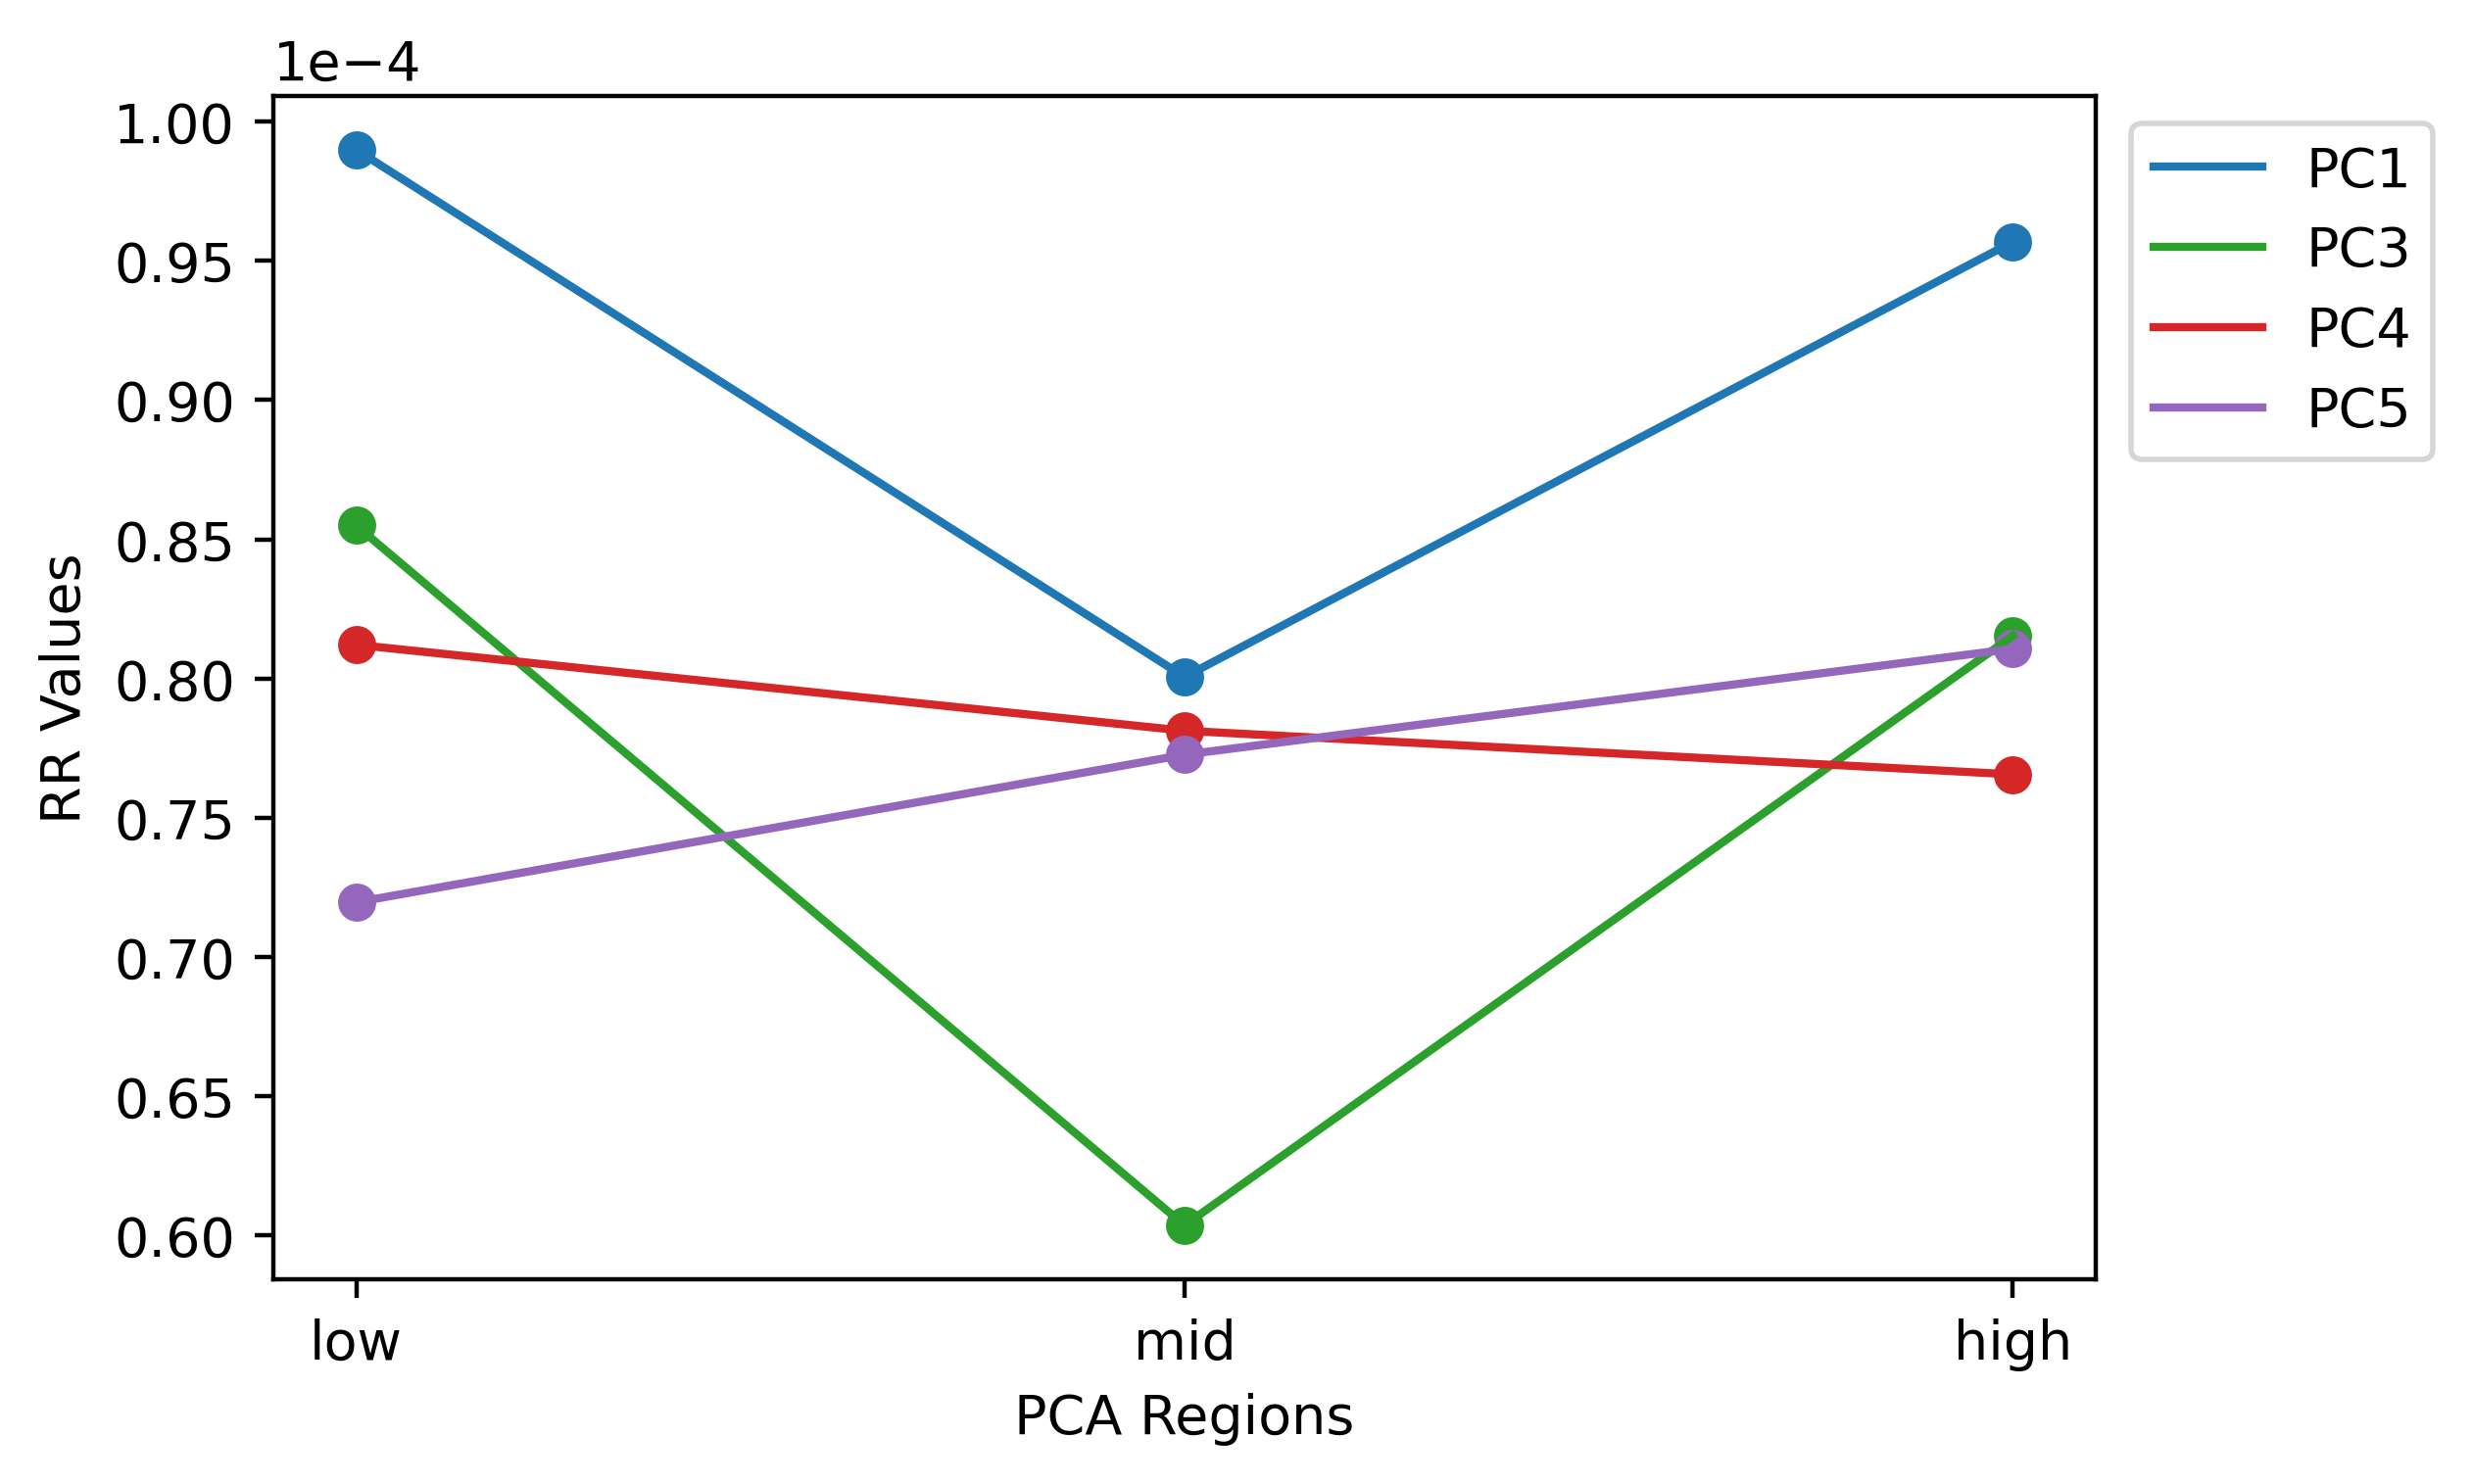 1e−4
1.00
0.95
0.90
0.85
0.80
0.75
0.70
0.65
0.60
RR Values
low
mid
high
PCA Regions
PC1
PC3
PC4
PC5